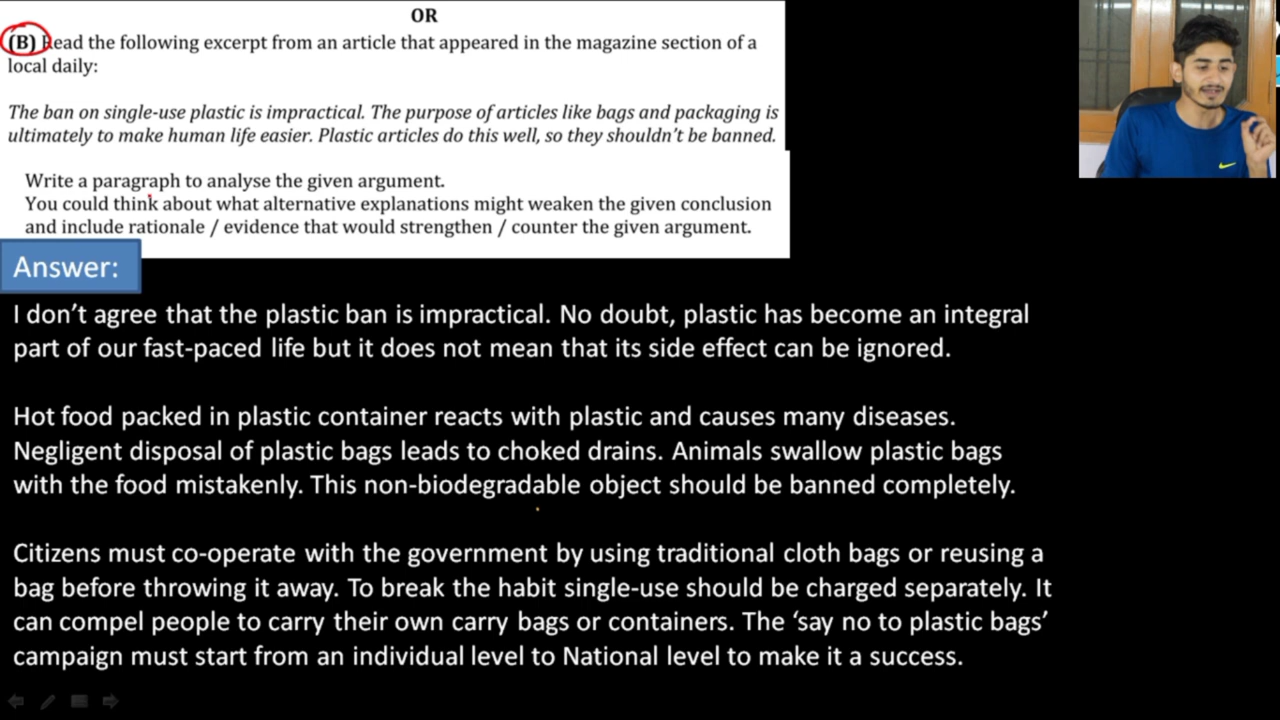 OR
(B) Read the following excerpt from an article that appeared in the magazine section of a
local daily:
The ban on single-use plastic is impractical. The purpose of articles like bags and packaging is
ultimately to make human life easier. Plastic articles do this well, so they shouldn't be banned.
Write a paragraph to analyse the given argument.
You could think about what alternative explanations might weaken the given conclusion
and include rationale / evidence that would strengthen / counter the given argument.
Answer:
I don't agree that the plastic ban is impractical. No doubt, plastic has become an integral
part of our fast-paced life but it does not mean that its side effect can be ignored.
Hot food packed in plastic container reacts with plastic and causes many diseases.
Negligent disposal of plastic bags leads to choked drains. Animals swallow plastic bags
with the food mistakenly. This non-biodegradable object should be banned completely.
Citizens must co-operate with the government by using traditional cloth bags or reusing a
bag before throwing it away. To break the habit single-use should be charged separately. It
can compel people to carry their own carry bags or containers. The 'say no to plastic bags'
campaign must start from an individual level to National level to make it a success.